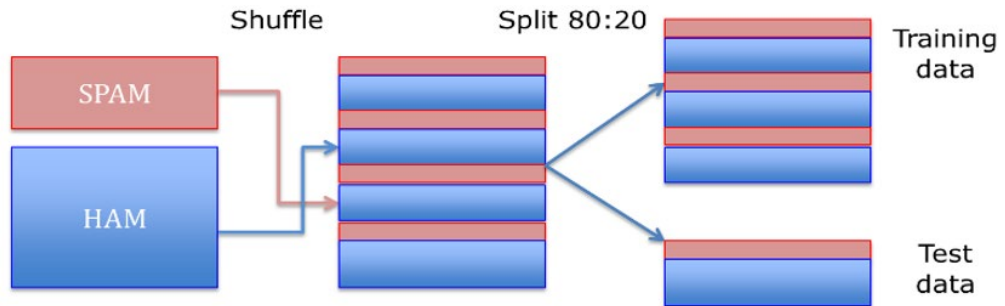 Shuffle
Split 80:20
Training
data
SPAM
HAM
Test
data